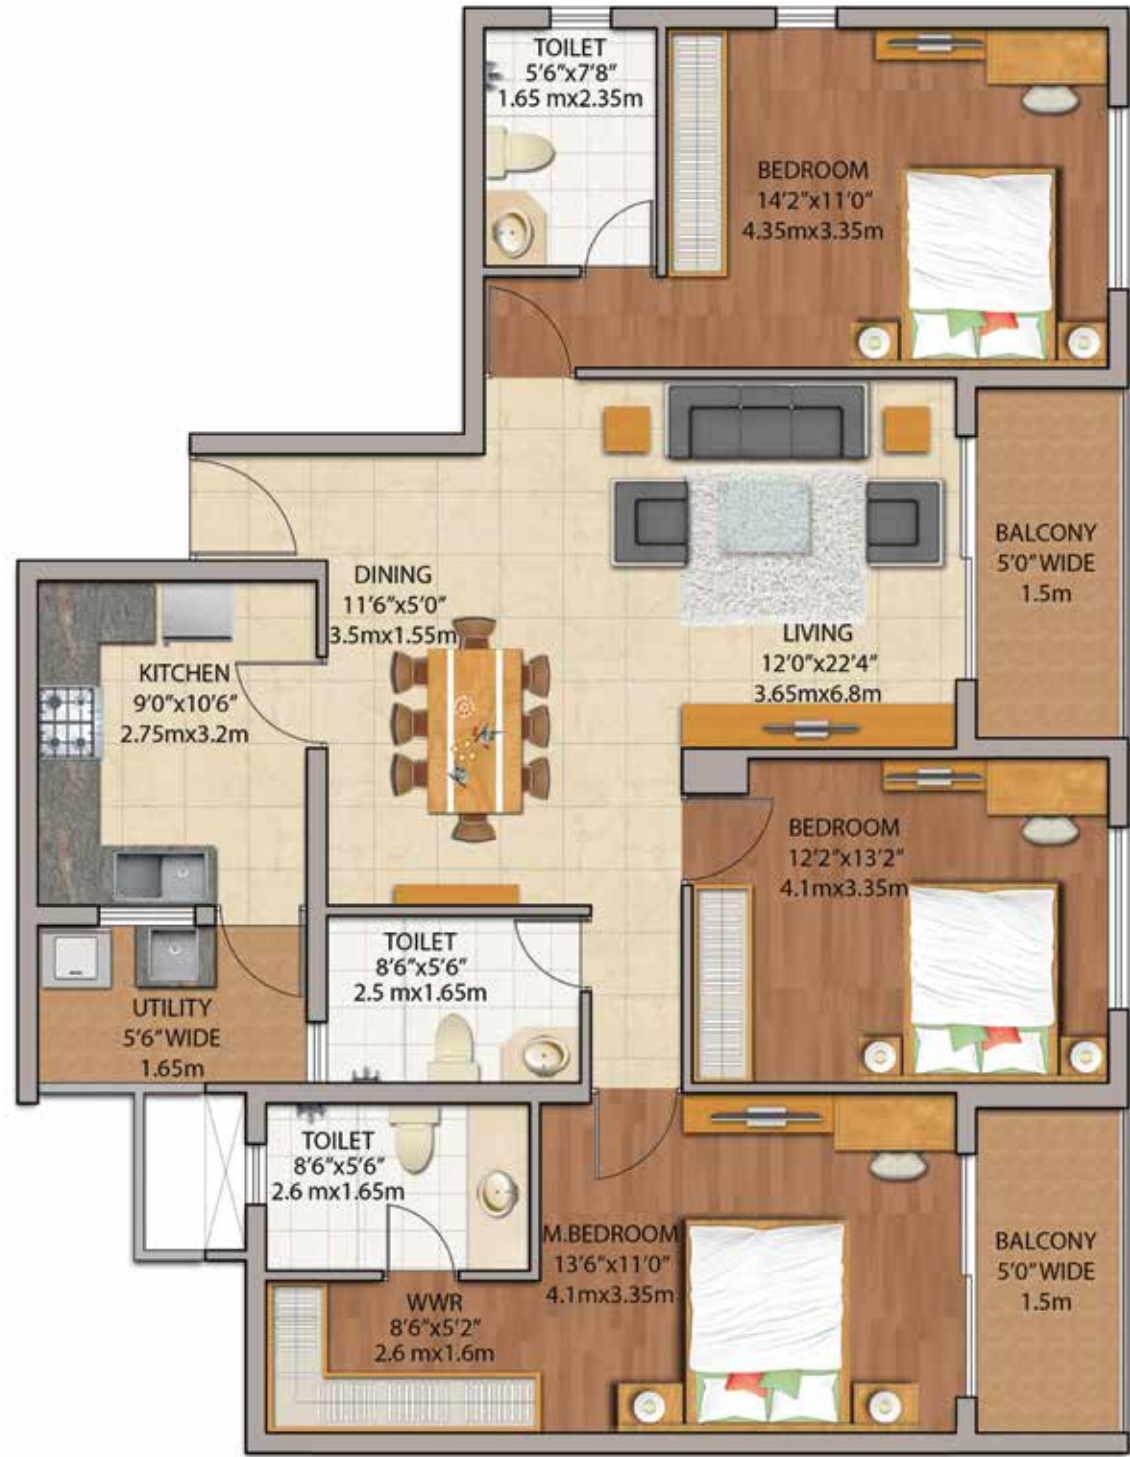 TOILET
5'6"x7'8"
1.65 mx2.35m
BEDROOM
14'2"x11'0"
4.35mx3.35m
BALCONY
5'0" WIDE
1.5m
DINING
11'6"x5'0"
3.5mx1.55m
LIVING
12'0"x22'4"
3.65mx6.8m
KITCHEN
9'0"x10'6"
2.75mx3.2m
BEDROOM
12'2"x13'2"
4.1mx3.35m
TOILET
8'6"x5'6"
2.5 mx1.65m
UTILITY
5'6" WIDE
1.65m
TOILET
8'6"x5'6"
2.6 mx1.65m
M.BEDROOM
13'6"x11'0"
4.1mx3.35m
BALCONY
5'0" WIDE
1.5m
WWR
8'6"x5'2"
2.6 mx1.6m